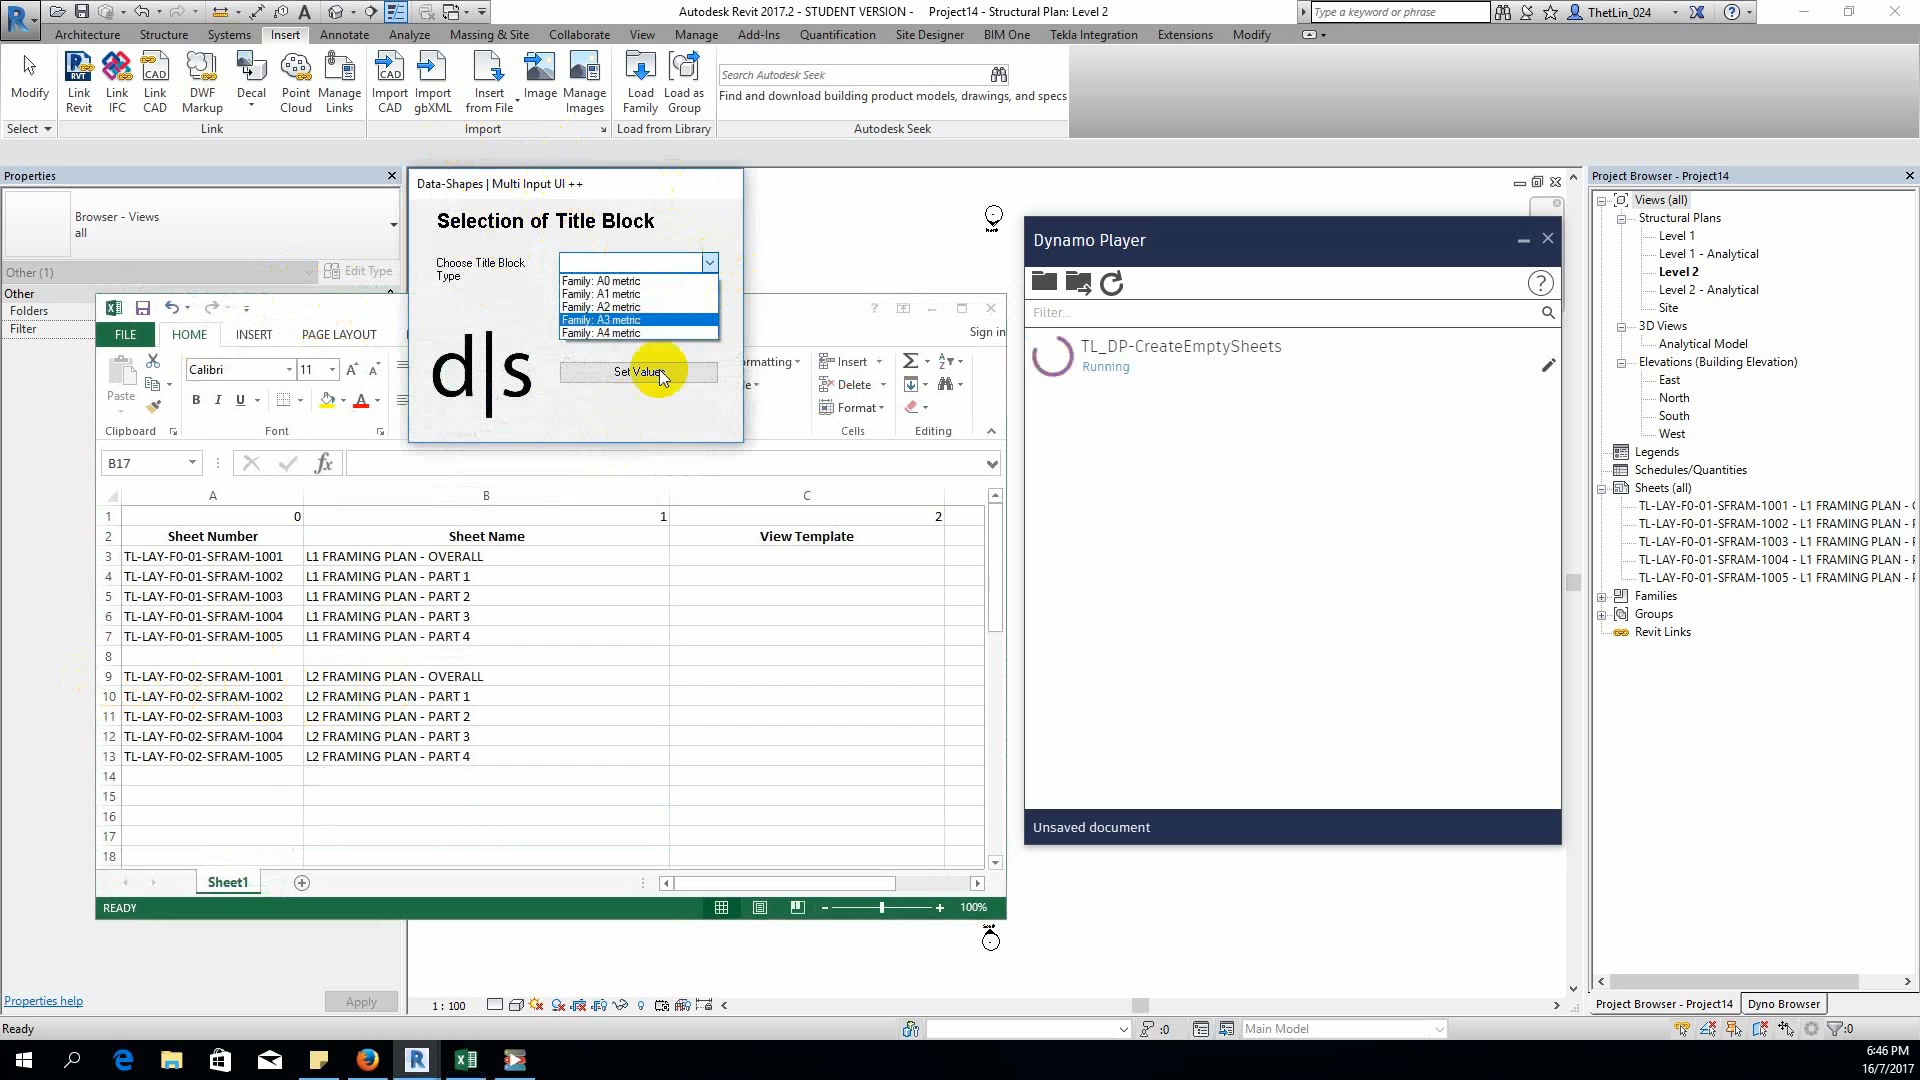 Autodesk Revit 2017.2 - STUDENT VERSION - Project14 - Structural Plan: Level 2
Type a keyword or phrase
ThetLin_024
Architecture Structure Systems Insert Annotate Analyze Massing & Site Collaborate View Manage Add-Ins Quantification Site Designer BIM One Tekla Integration Extensions Modify
Modify
Link Revit
Link IFC
Link CAD
DWF Markup
Decal
Point Cloud
Manage Links
Import CAD
Import gbXML
Insert from File
Image
Manage Images
Load Family
Load as Group
Search Autodesk Seek
Find and download building product models, drawings, and specs
Select
Link
Import
Load from Library
Autodesk Seek
Properties
Browser - Views
all
Other (1)
Edit Type
Other
Folders
Filter
Properties help
Apply
Data-Shapes | Multi Input UI ++
Selection of Title Block
Choose Title Block Type
Family: A0 metric
Family: A1 metric
Family: A2 metric
Family: A3 metric
Family: A4 metric
d|s
Set Values
FILE HOME INSERT PAGE LAYOUT
Sign in
Paste
Calibri 11
B I U
Clipboard
Font
ormatting
Insert
Delete
Format
Cells
Editing
B17
fx
A B C
1 0 1 2
2 Sheet Number Sheet Name View Template
3 TL-LAY-F0-01-SFRAM-1001 L1 FRAMING PLAN - OVERALL
4 TL-LAY-F0-01-SFRAM-1002 L1 FRAMING PLAN - PART 1
5 TL-LAY-F0-01-SFRAM-1003 L1 FRAMING PLAN - PART 2
6 TL-LAY-F0-01-SFRAM-1004 L1 FRAMING PLAN - PART 3
7 TL-LAY-F0-01-SFRAM-1005 L1 FRAMING PLAN - PART 4
8
9 TL-LAY-F0-02-SFRAM-1001 L2 FRAMING PLAN - OVERALL
10 TL-LAY-F0-02-SFRAM-1002 L2 FRAMING PLAN - PART 1
11 TL-LAY-F0-02-SFRAM-1003 L2 FRAMING PLAN - PART 2
12 TL-LAY-F0-02-SFRAM-1004 L2 FRAMING PLAN - PART 3
13 TL-LAY-F0-02-SFRAM-1005 L2 FRAMING PLAN - PART 4
14
15
16
17
18
Sheet1
READY
100%
Dynamo Player
Filter...
TL_DP-CreateEmptySheets
Running
Unsaved document
Project Browser - Project14
Views (all)
Structural Plans
Level 1
Level 1 - Analytical
Level 2
Level 2 - Analytical
Site
3D Views
Analytical Model
Elevations (Building Elevation)
East
North
South
West
Legends
Schedules/Quantities
Sheets (all)
TL-LAY-F0-01-SFRAM-1001 - L1 FRAMING PLAN -
TL-LAY-F0-01-SFRAM-1002 - L1 FRAMING PLAN -
TL-LAY-F0-01-SFRAM-1003 - L1 FRAMING PLAN -
TL-LAY-F0-01-SFRAM-1004 - L1 FRAMING PLAN -
TL-LAY-F0-01-SFRAM-1005 - L1 FRAMING PLAN -
Families
Groups
Revit Links
Project Browser - Project14 Dyno Browser
1 : 100
Ready
:0
Main Model
:0
6:46 PM
16/7/2017